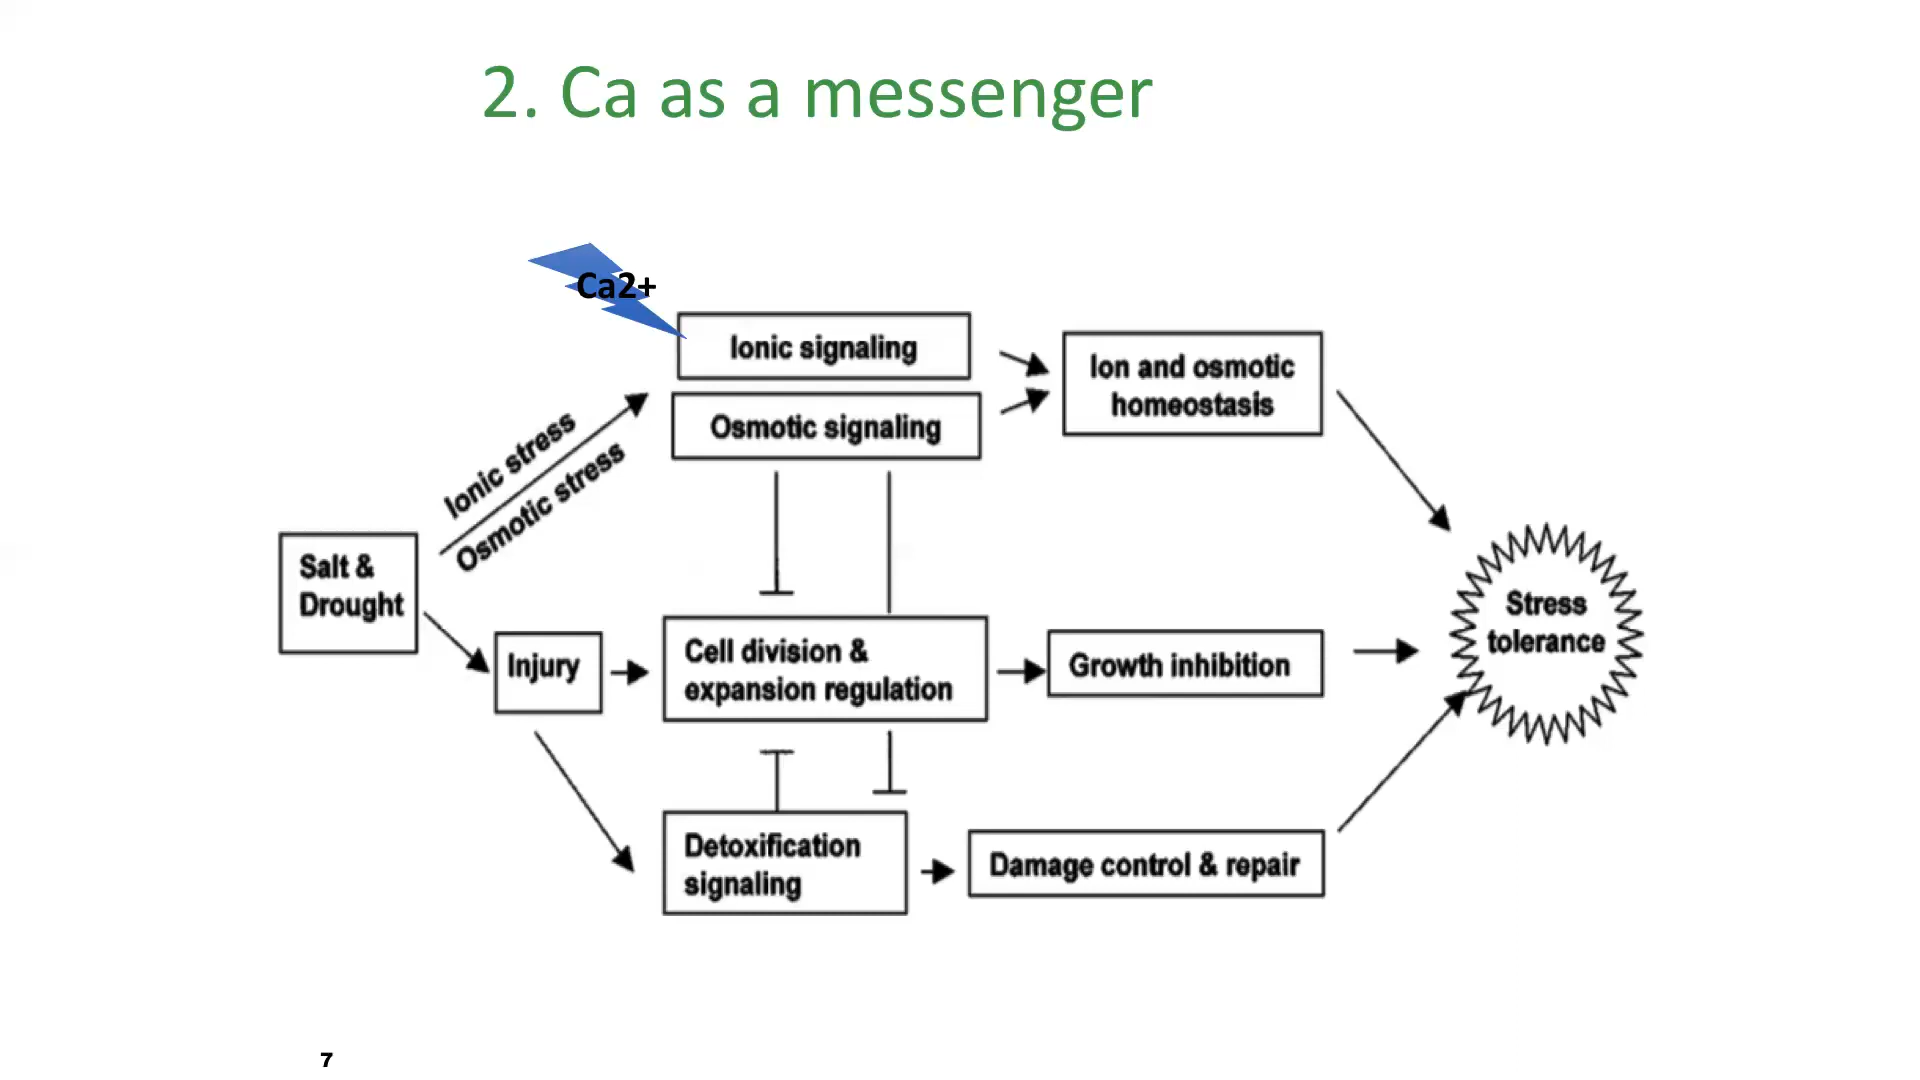 2. Ca as a messenger
Ca2+
Ionic signaling
Osmotic signaling
Ion and osmotic
homeostasis
Ionic stress
Osmotic stress
Salt &
Drought
Injury
Cell division &
expansion regulation
Growth inhibition
Stress
tolerance
Detoxification
signaling
Damage control & repair
7